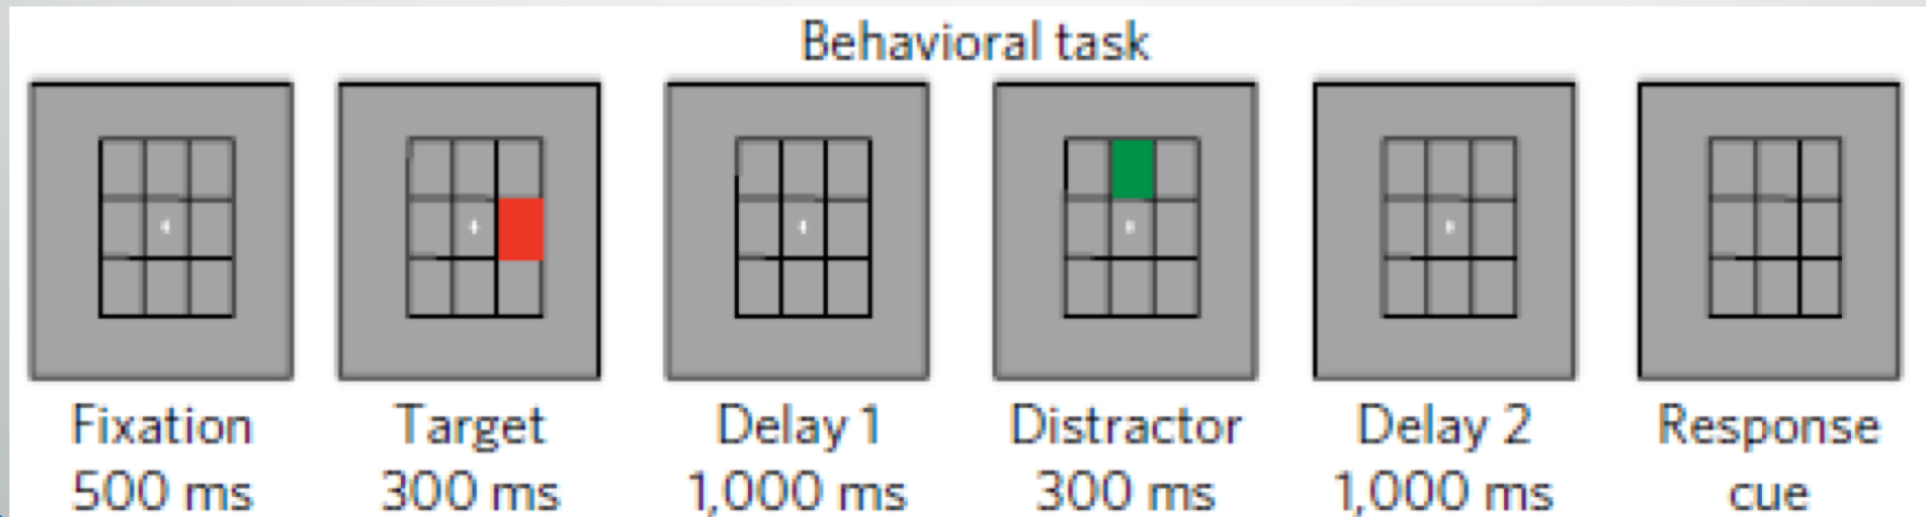 Behavioral task
Fixation
500 ms
Target
300 ms
Delay 1
1,000 ms
Distractor
300 ms
Delay 2
1,000 ms
Response
cue